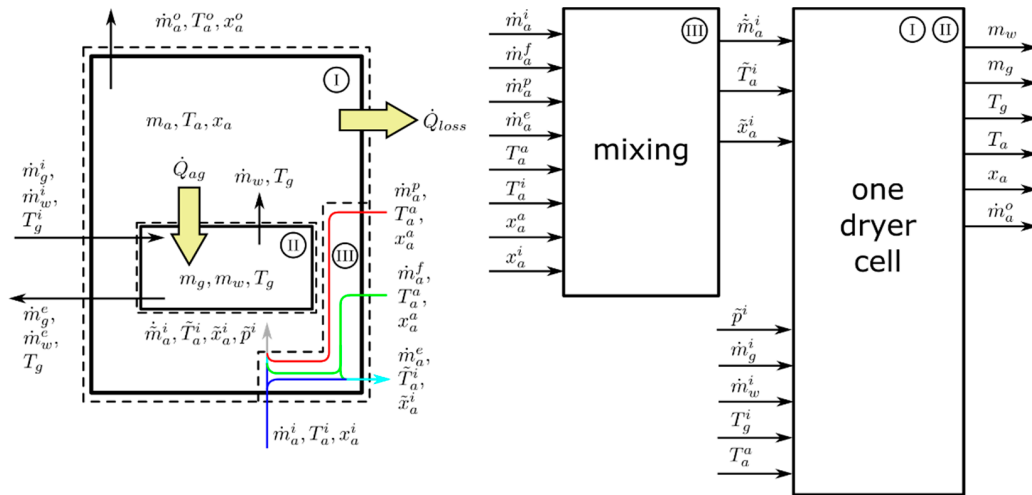 ṁ_a^o, T_a^o, x_a^o
I
m_a, T_a, x_a
Q̇_loss
Q̇_ag
ṁ_w, T_g
ṁ_g^i,
ṁ_w^i,
T_g^i
II
m_g, m_w, T_g
III
ṁ_a^p,
T_a^a,
x_a^a
ṁ_a^f,
T_a^a,
x_a^a
ṁ_g^e,
ṁ_w^e,
T_g
ṁ̃_a^i, T̃_a^i, x̃_a^i, p̃^i
ṁ_a^e,
T̃_a^i,
x̃_a^i
ṁ_a^i, T_a^i, x_a^i
ṁ_a^i
ṁ_a^f
ṁ_a^p
ṁ_a^e
T_a^a
T_a^i
x_a^a
x_a^i
III
mixing
ṁ̃_a^i
T̃_a^i
x̃_a^i
p̃^i
ṁ_g^i
ṁ_w^i
T_g^i
T_a^a
I II
one
dryer
cell
m_w
m_g
T_g
T_a
x_a
ṁ_a^o